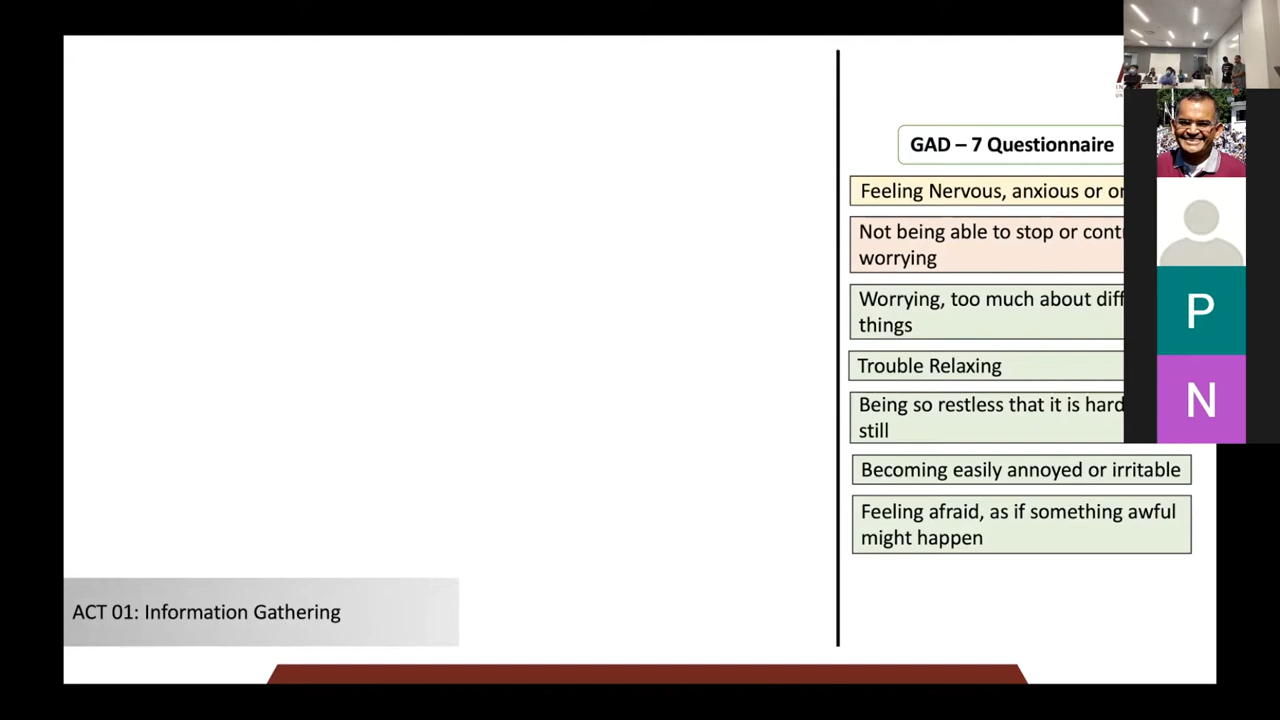 GAD – 7 Questionnaire
Feeling Nervous, anxious or
Not being able to stop or
worrying
Worrying, too much about
things
Trouble Relaxing
Being so restless that it is hard
still
Becoming easily annoyed or irritable
Feeling afraid, as if something awful
might happen
ACT 01: Information Gathering
P
N